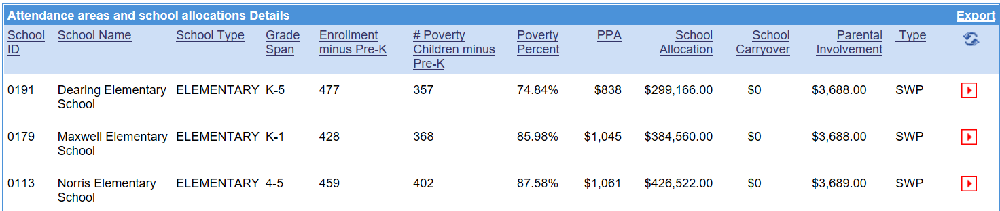 Attendance areas and school allocations Details Export
School ID School Name School Type Grade Span Enrollment minus Pre-K # Poverty Children minus Pre-K Poverty Percent PPA School Allocation School Carryover Parental Involvement Type
0191 Dearing Elementary School ELEMENTARY K-5 477 357 74.84% $838 $299,166.00 $0 $3,688.00 SWP
0179 Maxwell Elementary School ELEMENTARY K-1 428 368 85.98% $1,045 $384,560.00 $0 $3,688.00 SWP
0113 Norris Elementary School ELEMENTARY 4-5 459 402 87.58% $1,061 $426,522.00 $0 $3,689.00 SWP